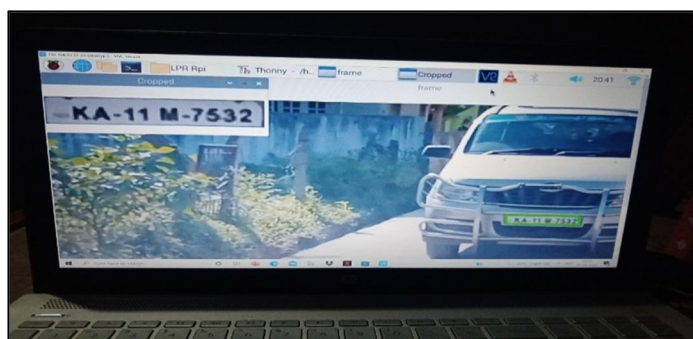 LPR Rpi
Thonny - /h...
frame
Cropped
20:41
Cropped
frame
KA-11 M-7532
KA-11 M 7532